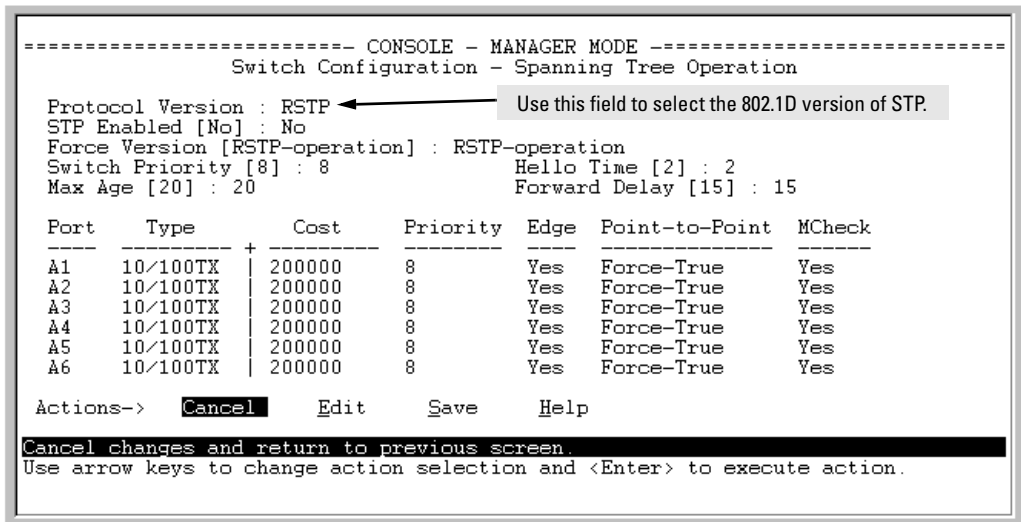 ===========================- CONSOLE - MANAGER MODE -============================
Switch Configuration - Spanning Tree Operation
Protocol Version : RSTP
Use this field to select the 802.1D version of STP.
STP Enabled [No] : No
Force Version [RSTP-operation] : RSTP-operation
Switch Priority [8] : 8 Hello Time [2] : 2
Max Age [20] : 20 Forward Delay [15] : 15
Port Type Cost Priority Edge Point-to-Point MCheck
---- --------- + --------- -------- ---- -------------- ------
A1 10/100TX | 200000 8 Yes Force-True Yes
A2 10/100TX | 200000 8 Yes Force-True Yes
A3 10/100TX | 200000 8 Yes Force-True Yes
A4 10/100TX | 200000 8 Yes Force-True Yes
A5 10/100TX | 200000 8 Yes Force-True Yes
A6 10/100TX | 200000 8 Yes Force-True Yes
Actions-> Cancel Edit Save Help
Cancel changes and return to previous screen.
Use arrow keys to change action selection and <Enter> to execute action.